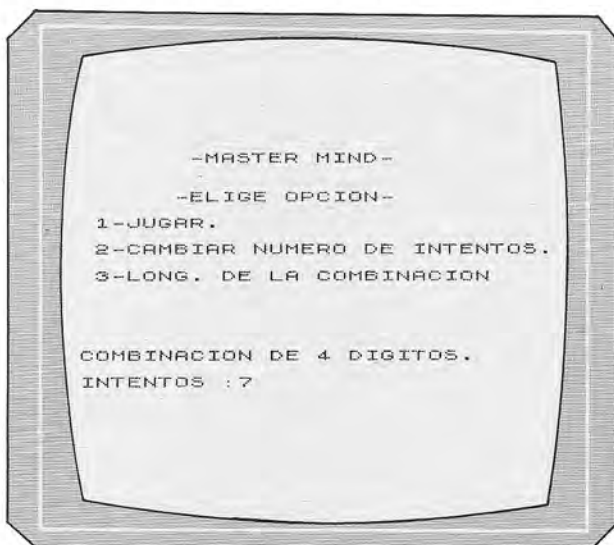 -MASTER MIND-
-ELIGE OPCION-
1-JUGAR.
2-CAMBIAR NUMERO DE INTENTOS.
3-LONG. DE LA COMBINACION
COMBINACION DE 4 DIGITOS.
INTENTOS :7